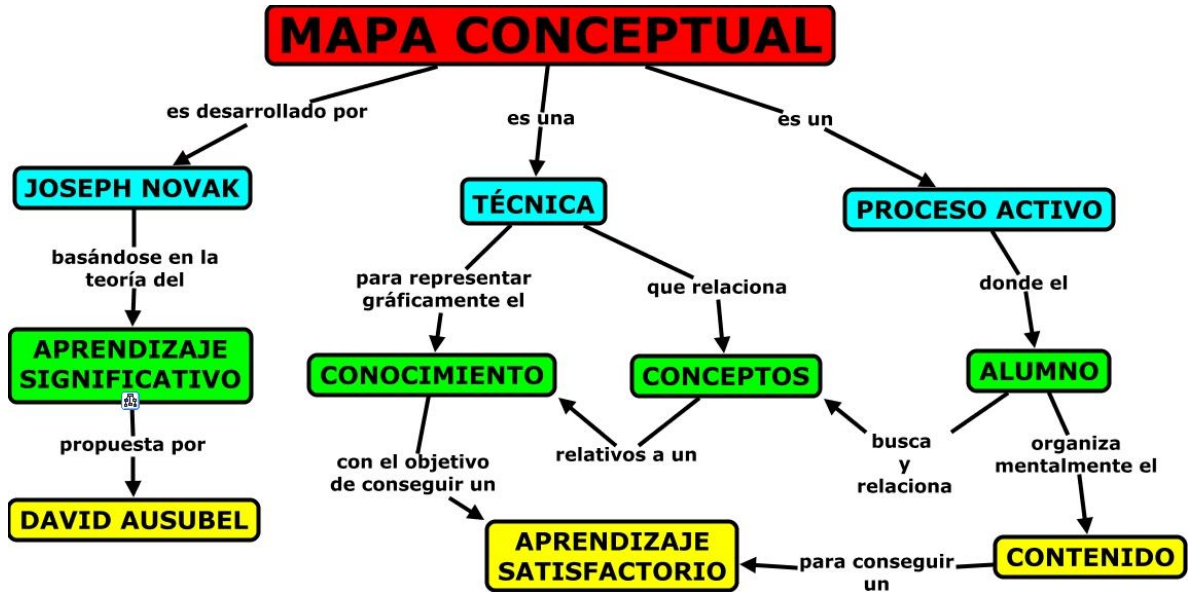 MAPA CONCEPTUAL
es desarrollado por
es una
es un
JOSEPH NOVAK
TÉCNICA
PROCESO ACTIVO
basándose en la
teoría del
para representar
gráficamente el
que relaciona
donde el
APRENDIZAJE
SIGNIFICATIVO
CONOCIMIENTO
CONCEPTOS
ALUMNO
propuesta por
con el objetivo
de conseguir un
relativos a un
busca
y
relaciona
organiza
mentalmente el
DAVID AUSUBEL
APRENDIZAJE
SATISFACTORIO
para conseguir
un
CONTENIDO